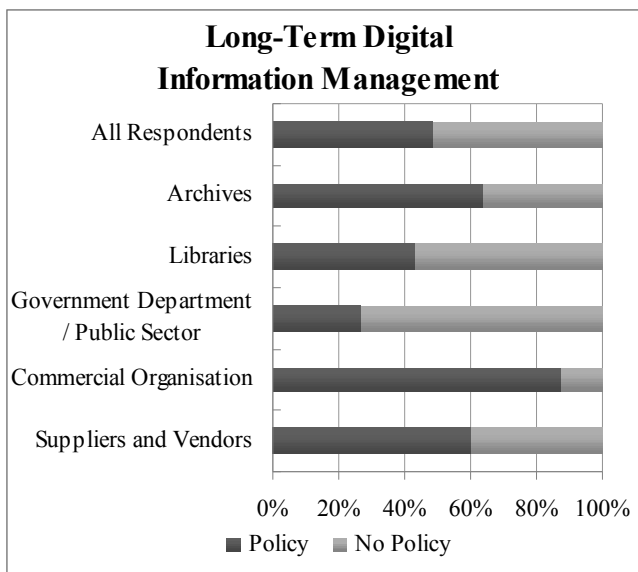 Long-Term Digital
Information Management
All Respondents
Archives
Libraries
Government Department
/ Public Sector
Commercial Organisation
Suppliers and Vendors
0% 20% 40% 60% 80% 100%
Policy No Policy